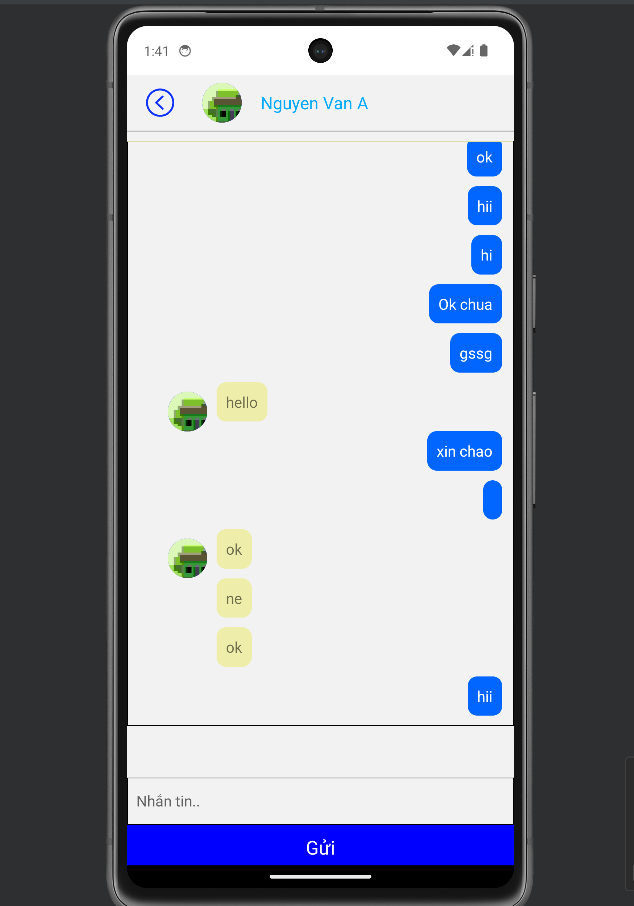 1:41
Nguyen Van A
ok
hii
hi
Ok chua
gssg
hello
xin chao
ok
ne
ok
hii
Nhắn tin..
Gửi